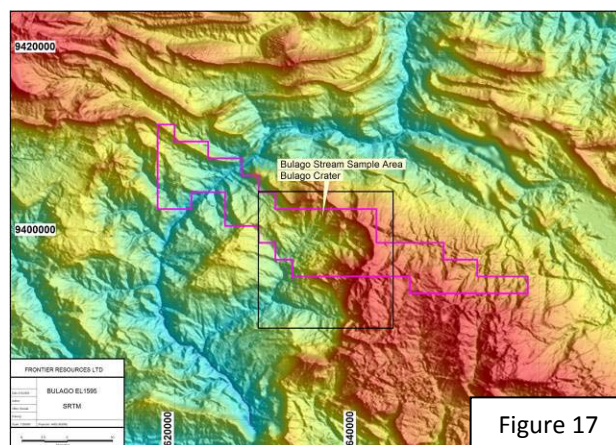 9420000
Bulago Stream Sample Area
Bulago Crater
9400000
FRONTIER RESOURCES LTD
BULAGO EL1595
SRTM
620000
640000
Figure 17